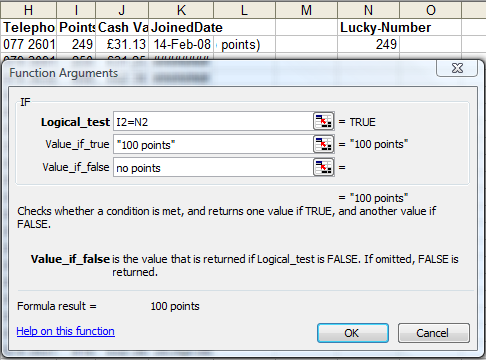 H I J K L M N O
Telepho Points Cash Va JoinedDate Lucky-Number
077 2601 249 £31.13 14-Feb-08 points) 249
Function Arguments
IF
Logical_test I2=N2 = TRUE
Value_if_true "100 points" = "100 points"
Value_if_false no points =
= "100 points"
Checks whether a condition is met, and returns one value if TRUE, and another value if
FALSE.
Value_if_false is the value that is returned if Logical_test is FALSE. If omitted, FALSE is
returned.
Formula result = 100 points
Help on this function OK Cancel